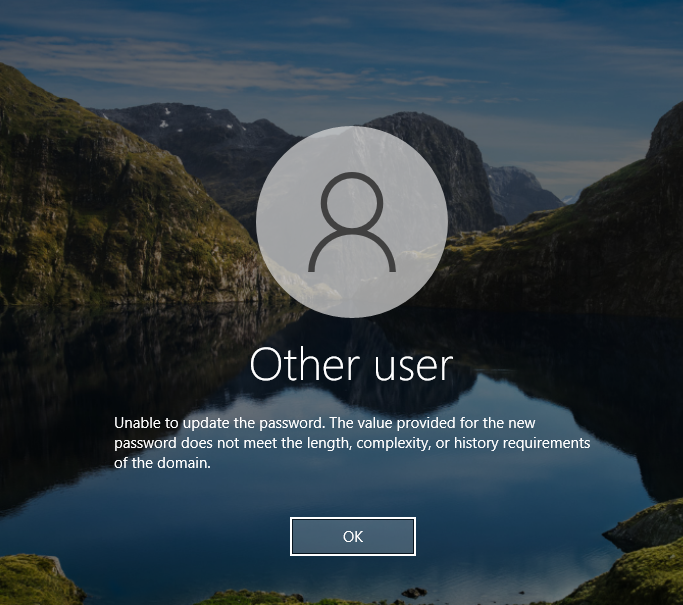 Other user
Unable to update the password. The value provided for the new
password does not meet the length, complexity, or history requirements
of the domain.
OK